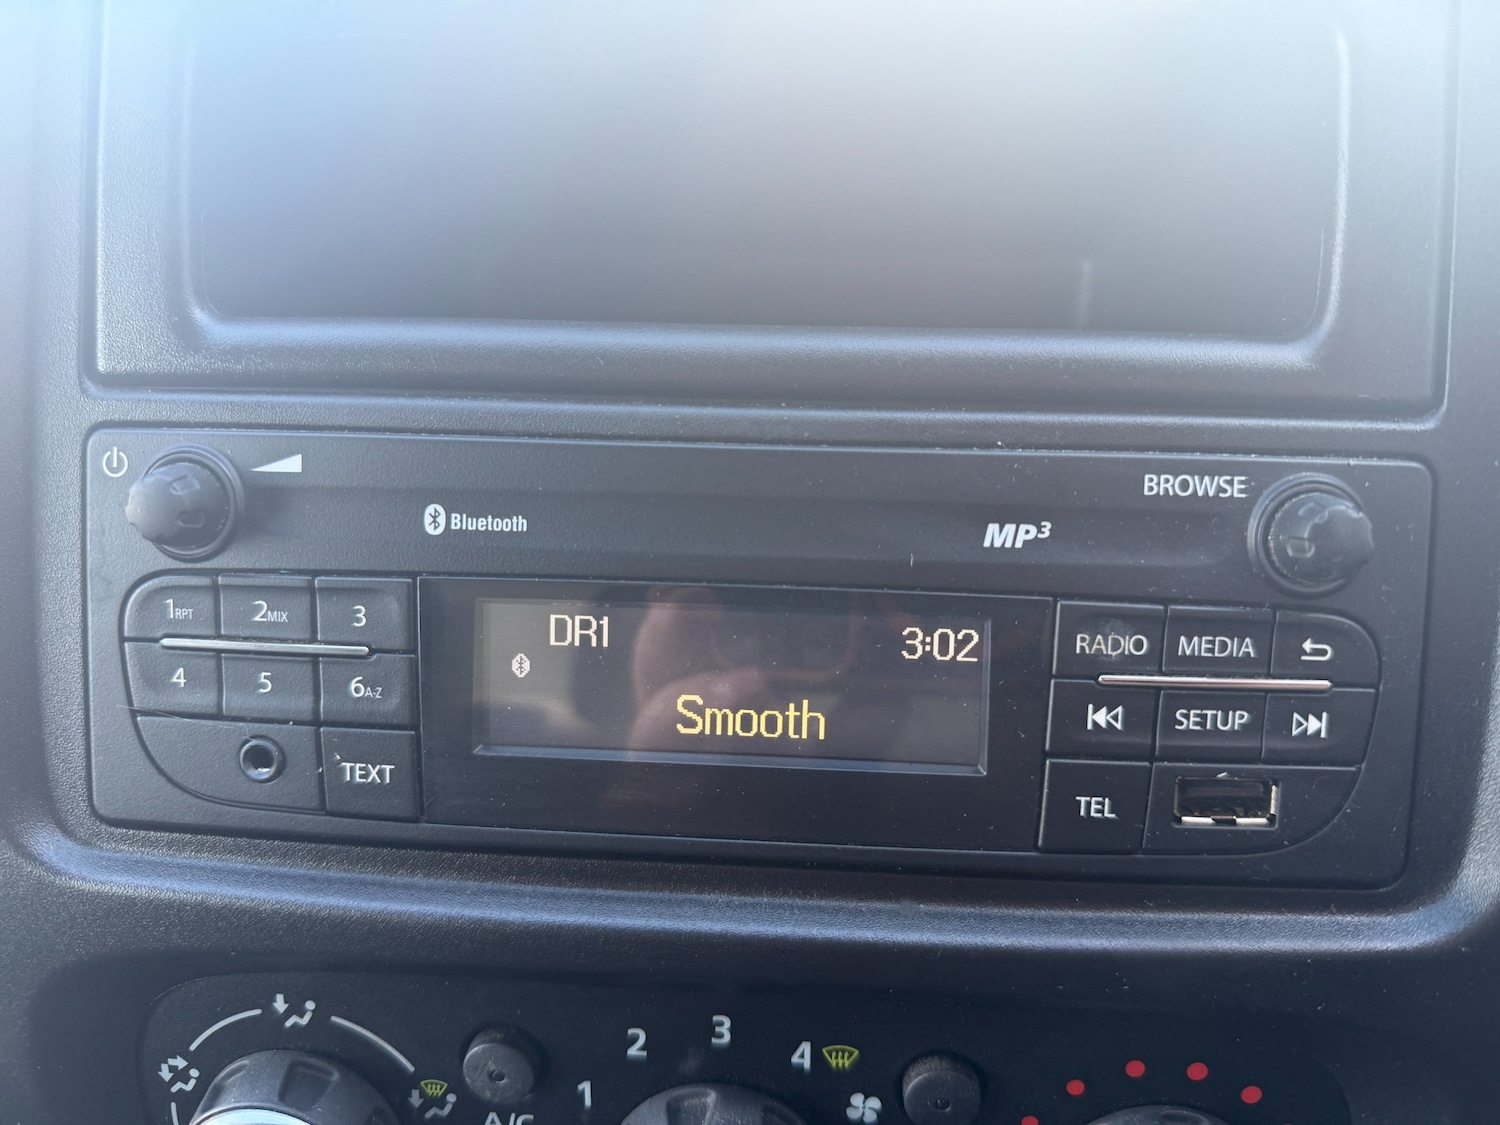 BROWSE
Bluetooth
MP3
1RPT 2MIX 3
4 5 6A-Z
TEXT
DR1 3:02
Smooth
RADIO MEDIA
SETUP
TEL
1 2 3 4
A/C